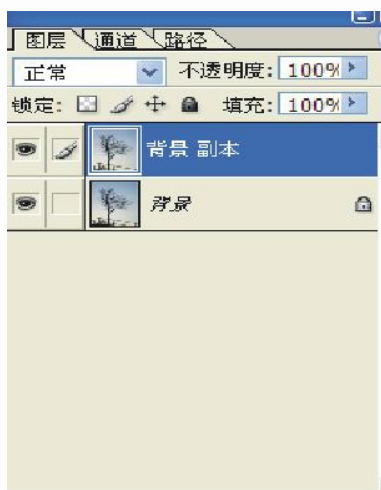 图层 通道 路径
正常 不透明度: 100%
锁定: 填充: 100%
背景 副本
背景